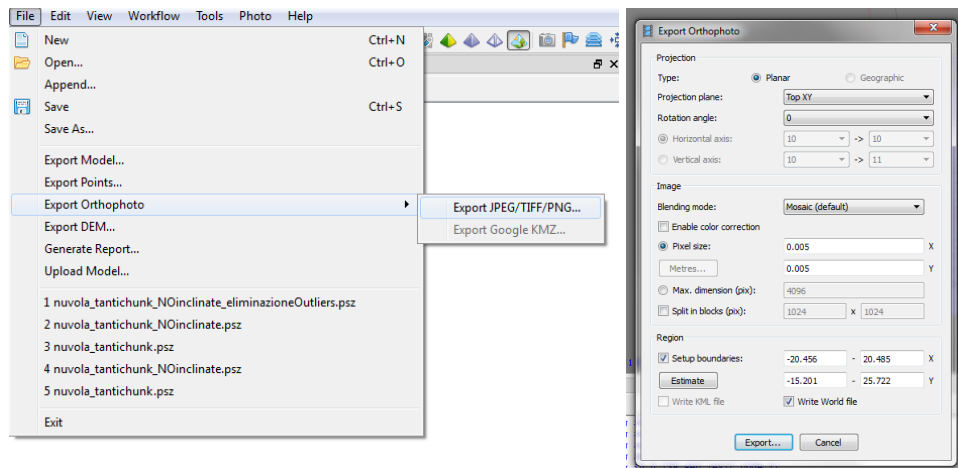 File Edit View Workflow Tools Photo Help
New Ctrl+N
Open... Ctrl+O
Append...
Save Ctrl+S
Save As...
Export Model...
Export Points...
Export Orthophoto
Export DEM...
Generate Report...
Upload Model...
1 nuvola_tantichunk_NOinclinate_eliminazioneOutliers.psz
2 nuvola_tantichunk_NOinclinate.psz
3 nuvola_tantichunk.psz
4 nuvola_tantichunk_NOinclinate.psz
5 nuvola_tantichunk.psz
Exit
Export JPEG/TIFF/PNG...
Export Google KMZ...
Export Orthophoto
Projection
Type: Planar Geographic
Projection plane: Top XY
Rotation angle: 0
Horizontal axis: 10 -> 10
Vertical axis: 10 -> 11
Image
Blending mode: Mosaic (default)
Enable color correction
Pixel size: 0.005 X
Metres... 0.005 Y
Max. dimension (pix): 4096
Split in blocks (pix): 1024 x 1024
Region
Setup boundaries: -20.456 - 20.485 X
Estimate -15.201 - 25.722 Y
Write KML file Write World file
Export... Cancel